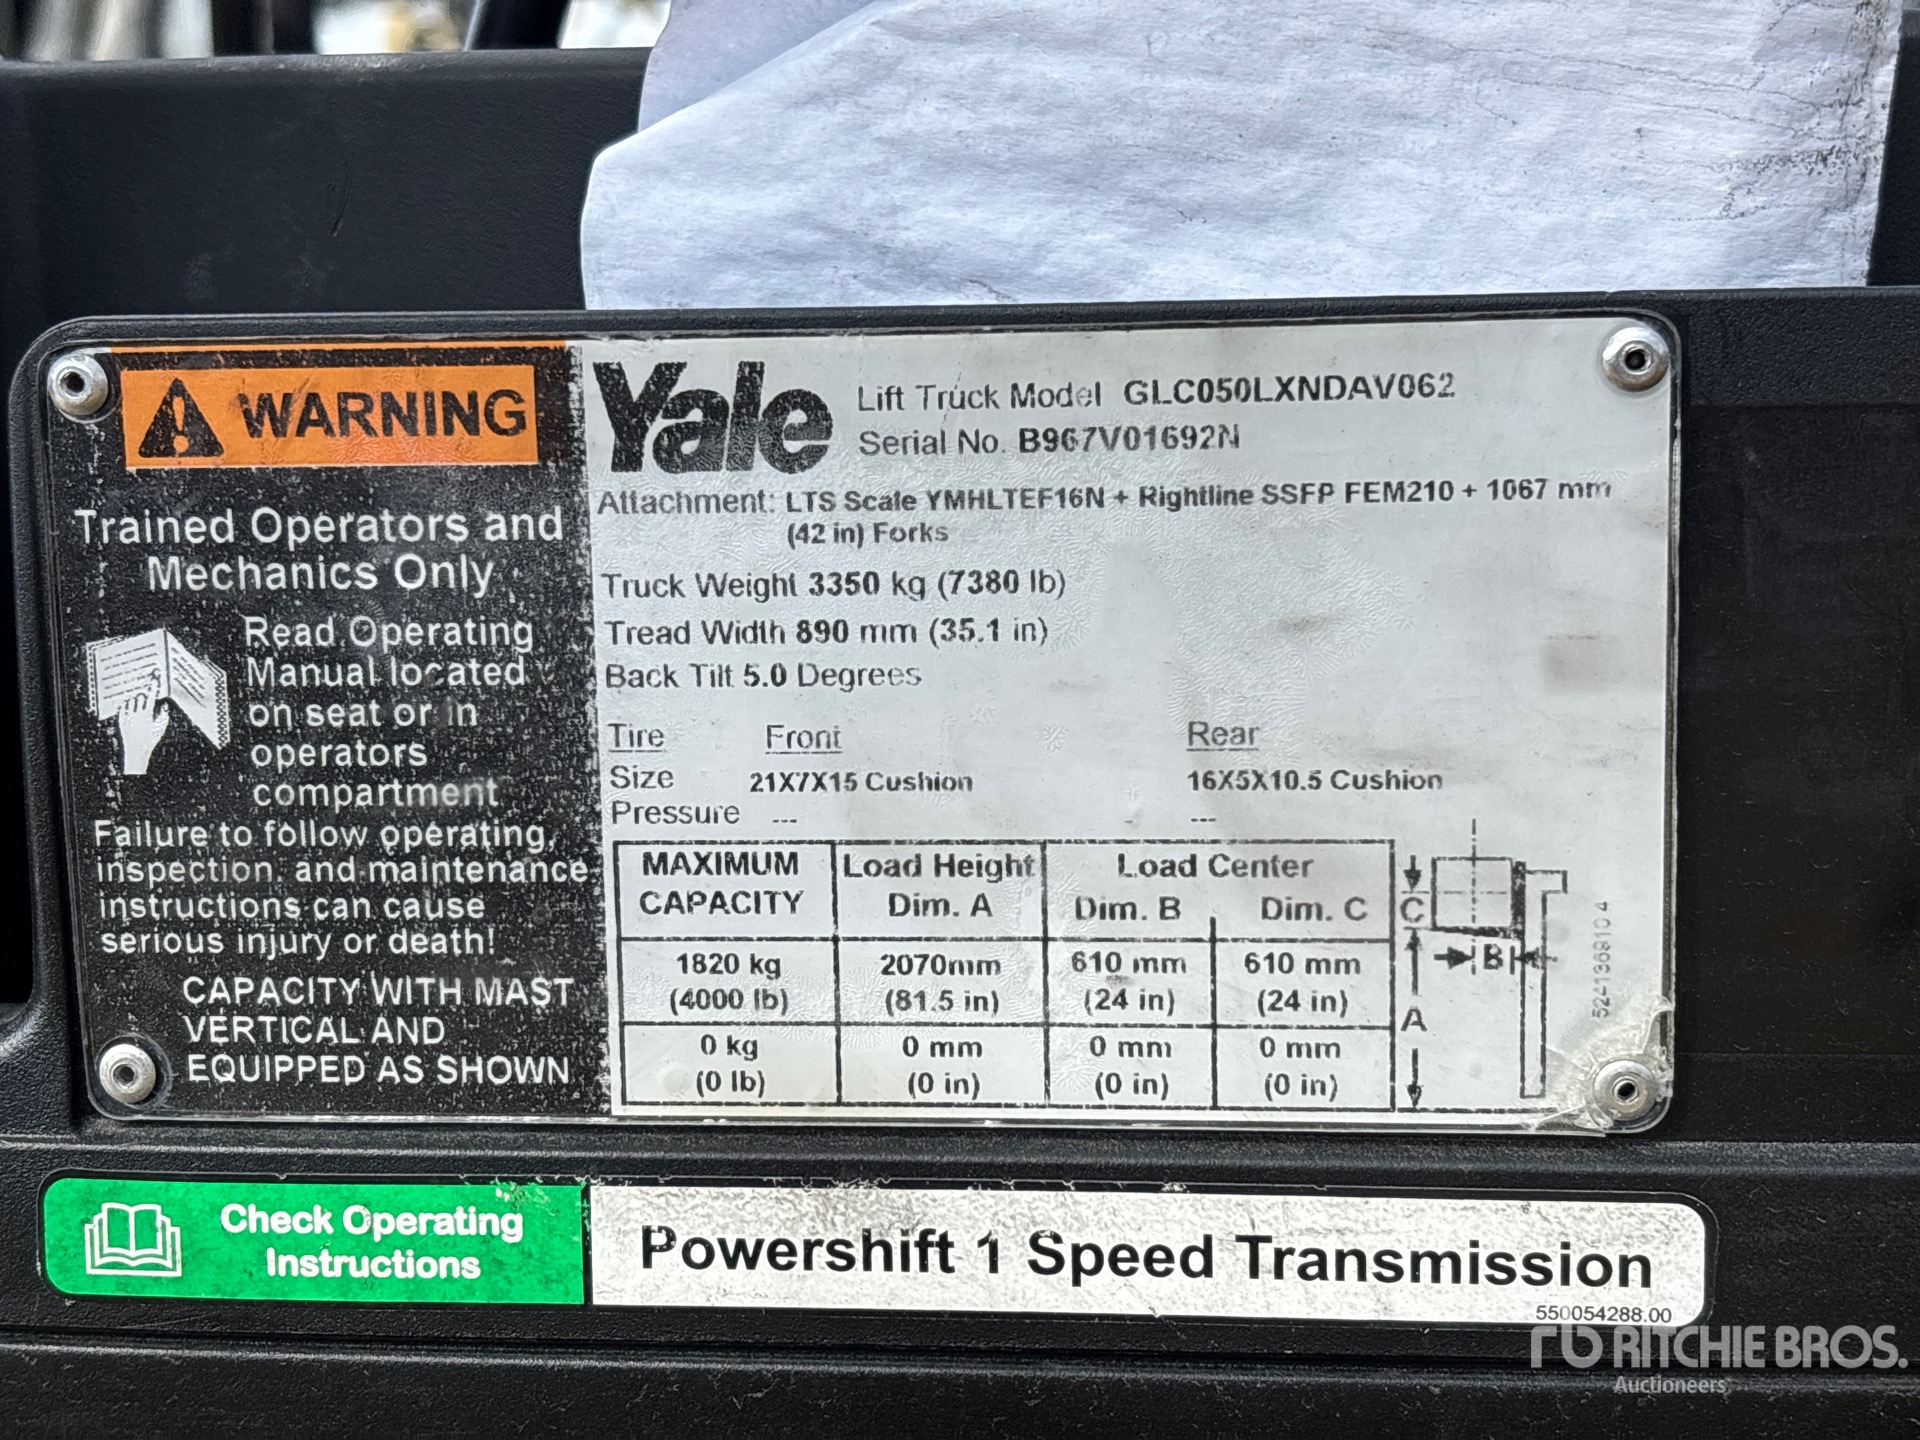 WARNING
Trained Operators and
Mechanics Only
Read Operating
Manual located
on seat or in
operators
compartment
Failure to follow operating,
inspection, and maintenance
instructions can cause
serious injury or death!
CAPACITY WITH MAST
VERTICAL AND
EQUIPPED AS SHOWN
Yale
Lift Truck Model GLC050LXNDAV062
Serial No. B967V01692N
Attachment: LTS Scale YMHLTEF16N + Rightline SSFP FEM210 + 1067 mm
(42 in) Forks
Truck Weight 3350 kg (7380 lb)
Tread Width 890 mm (35.1 in)
Back Tilt 5.0 Degrees
Tire Front Rear
Size 21X7X15 Cushion 16X5X10.5 Cushion
Pressure --- ---
MAXIMUM Load Height Load Center
CAPACITY Dim. A Dim. B Dim. C
1820 kg 2070mm 610 mm 610 mm
(4000 lb) (81.5 in) (24 in) (24 in)
0 kg 0 mm 0 mm 0 mm
(0 lb) (0 in) (0 in) (0 in)
C
B
A
524136910 4
Check Operating
Instructions
Powershift 1 Speed Transmission
550054288.00
rb RITCHIE BROS.
Auctioneers